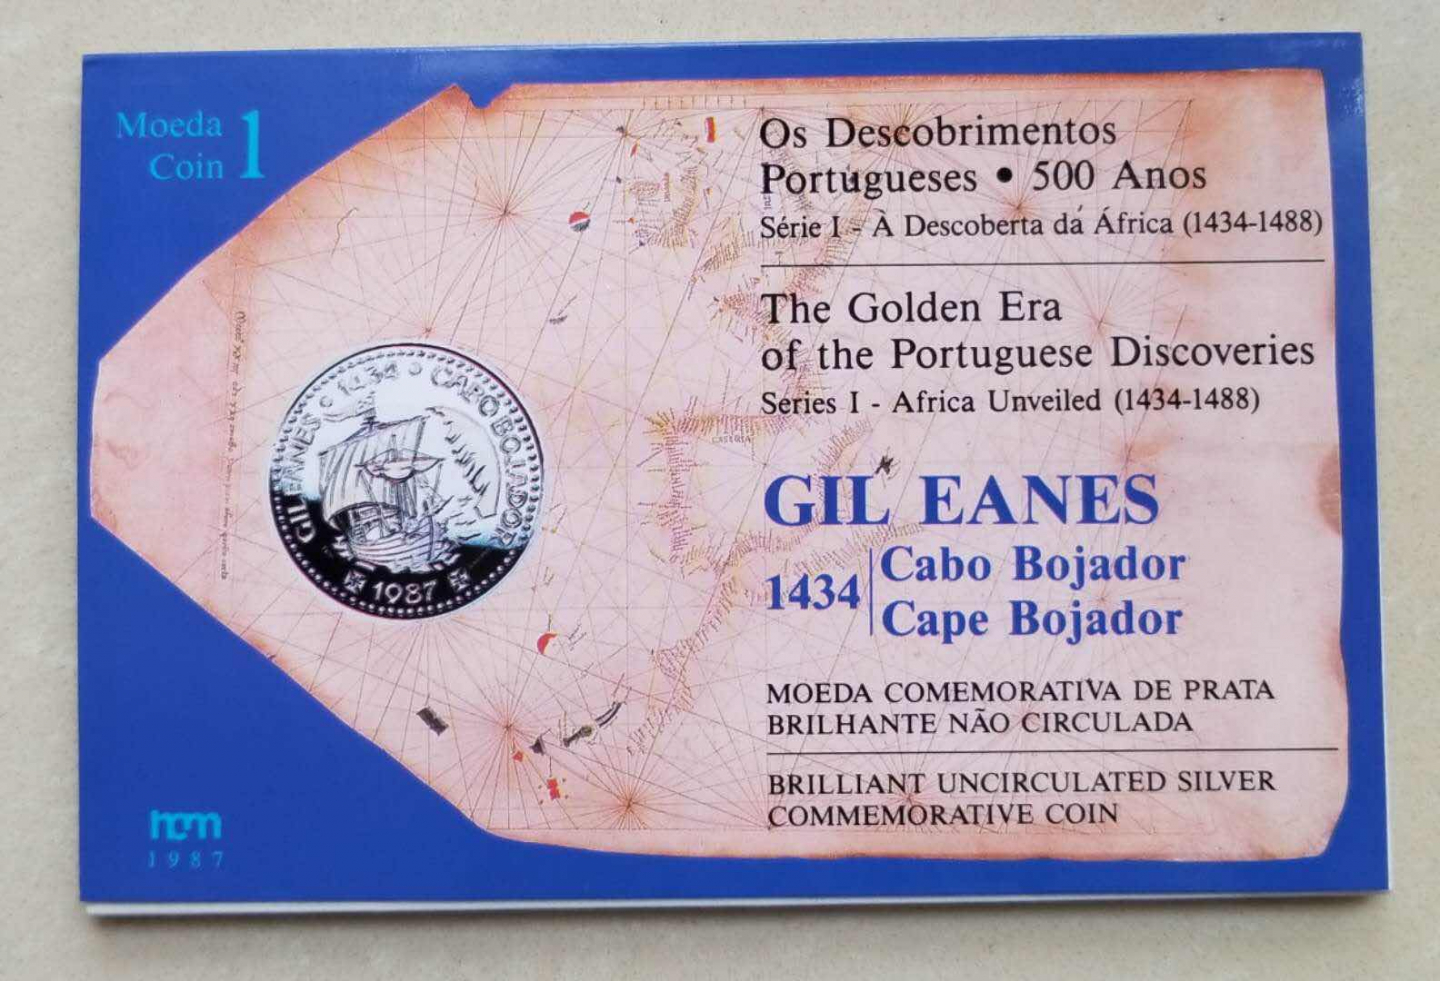 Moeda
Coin 1
Os Descobrimentos
Portugueses • 500 Anos
Série I - À Descoberta da África (1434-1488)
The Golden Era
of the Portuguese Discoveries
Series I - Africa Unveiled (1434-1488)
GIL EANES
1434
Cabo Bojador
Cape Bojador
MOEDA COMEMORATIVA DE PRATA
BRILHANTE NÃO CIRCULADA
BRILLIANT UNCIRCULATED SILVER
COMMEMORATIVE COIN
GIL EANES • 1434 • CABO BOJADOR
1987
incm
1987